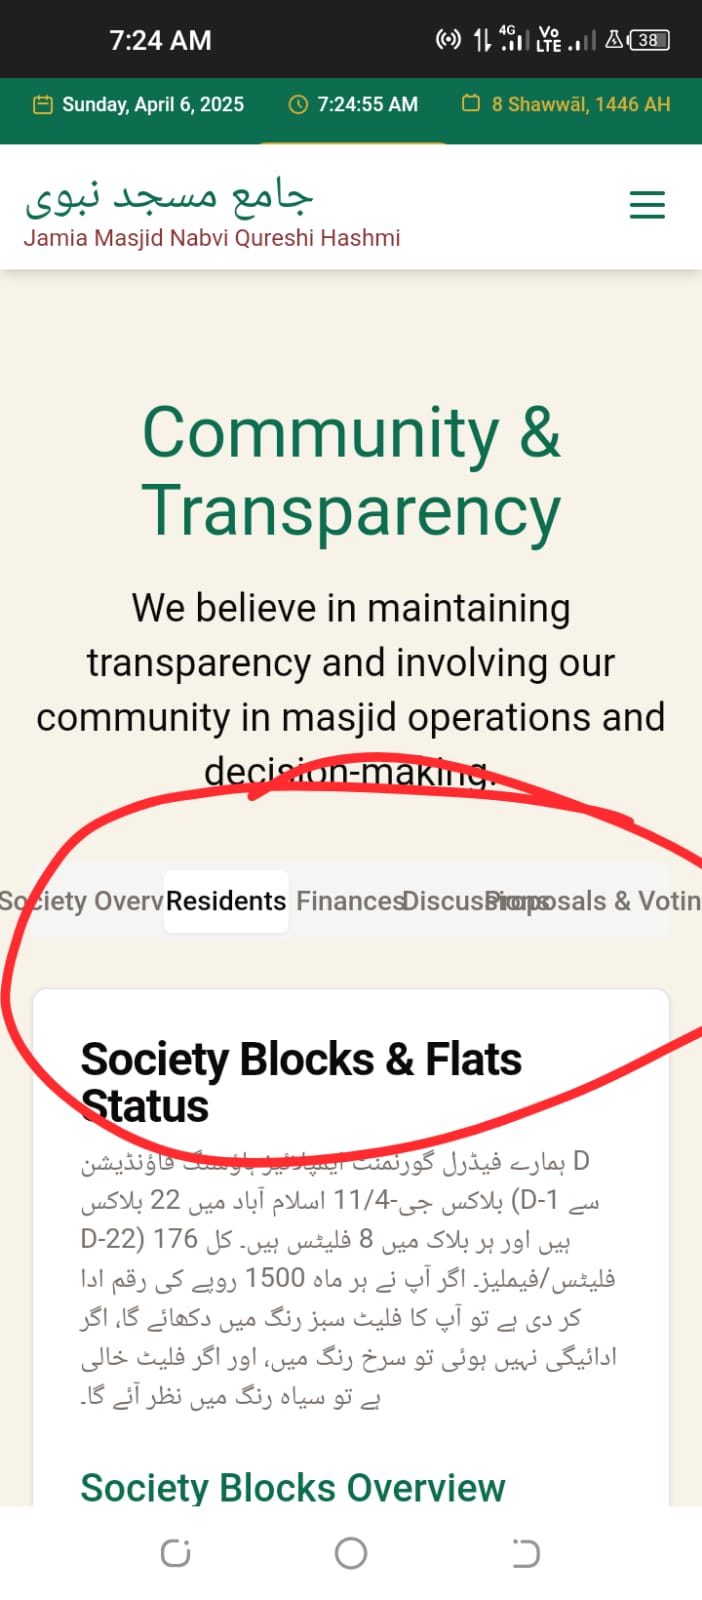 7:24 AM 4G Vo LTE 38
Sunday, April 6, 2025 7:24:55 AM 8 Shawwāl, 1446 AH
جامع مسجد نبوی
Jamia Masjid Nabvi Qureshi Hashmi
Community &
Transparency
We believe in maintaining
transparency and involving our
community in masjid operations and
decision-making.
Society Overv Residents Finances Discussions Proposals & Votin
Society Blocks & Flats
Status
ہمارے فیڈرل گورنمنٹ ایمپلائیز ہاؤسنگ فاؤنڈیشن D
بلاکس جی-11/4 اسلام آباد میں 22 بلاکس (D-1 سے
D-22) ہیں اور ہر بلاک میں 8 فلیٹس ہیں۔ کل 176
فلیٹس/فیملیز۔ اگر آپ نے ہر ماہ 1500 روپے کی رقم ادا
کر دی ہے تو آپ کا فلیٹ سبز رنگ میں دکھائے گا، اگر
ادائیگی نہیں ہوئی تو سرخ رنگ میں، اور اگر فلیٹ خالی
ہے تو سیاہ رنگ میں نظر آئے گا۔
Society Blocks Overview